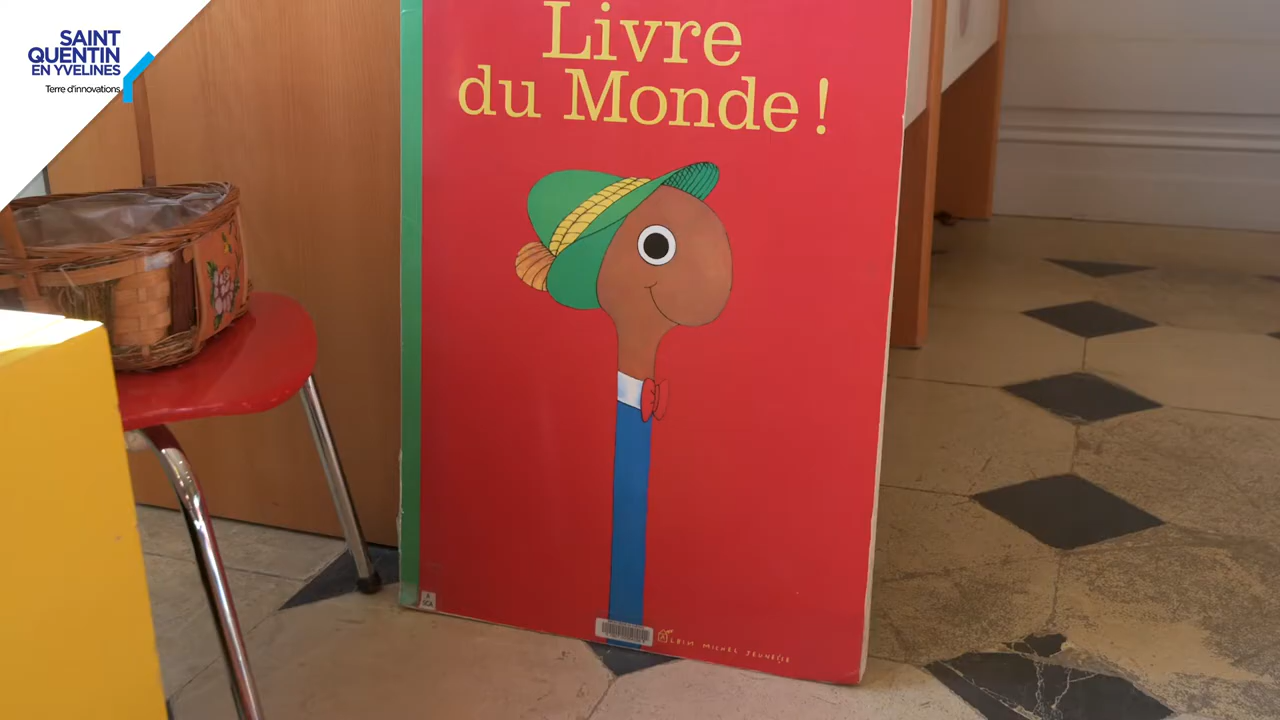 SAINT
QUENTIN
EN YVELINES
Terre d'innovations
Livre
du Monde !
ALBIN MICHEL JEUNESSE